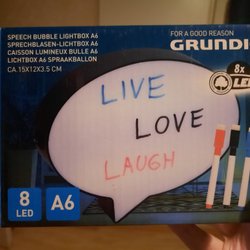 SPEECH BUBBLE LIGHTBOX A6
SPRECHBLASEN-LICHTBOX A6
CAISSON LUMINEUX BULLE A6
LICHTBOX A6 SPRAAKBALLON
CA.15X12X3.5 CM
FOR A GOOD REASON
GRUNDI
8x
LED
LIVE
LOVE
LAUGH
8
LED
A6